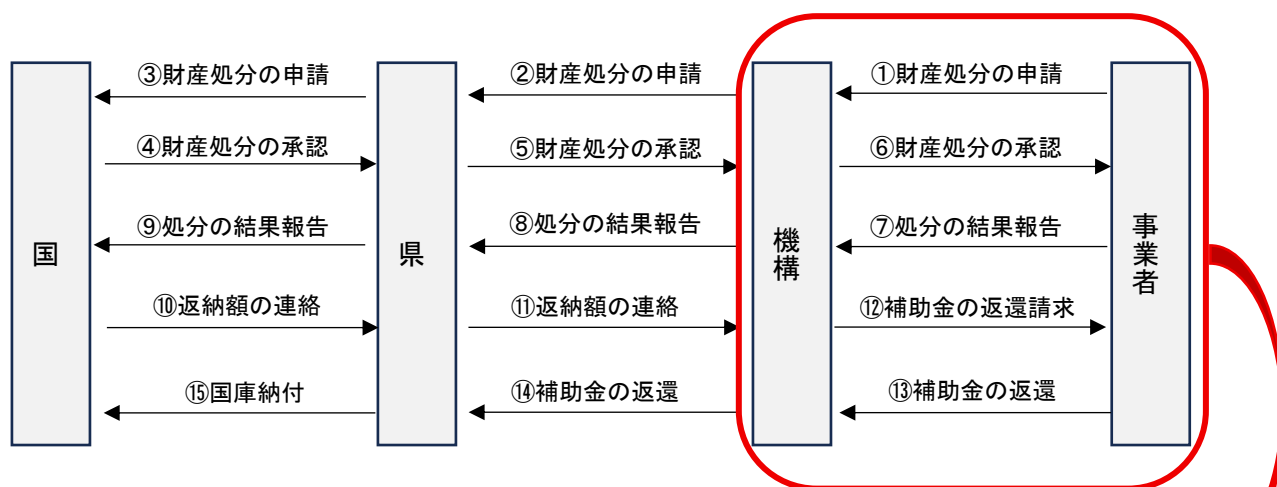 ③財産処分の申請
②財産処分の申請
①財産処分の申請
④財産処分の承認
⑤財産処分の承認
⑥財産処分の承認
⑨処分の結果報告
⑧処分の結果報告
⑦処分の結果報告
国
県
機構
事業者
⑩返納額の連絡
⑪返納額の連絡
⑫補助金の返還請求
⑮国庫納付
⑭補助金の返還
⑬補助金の返還